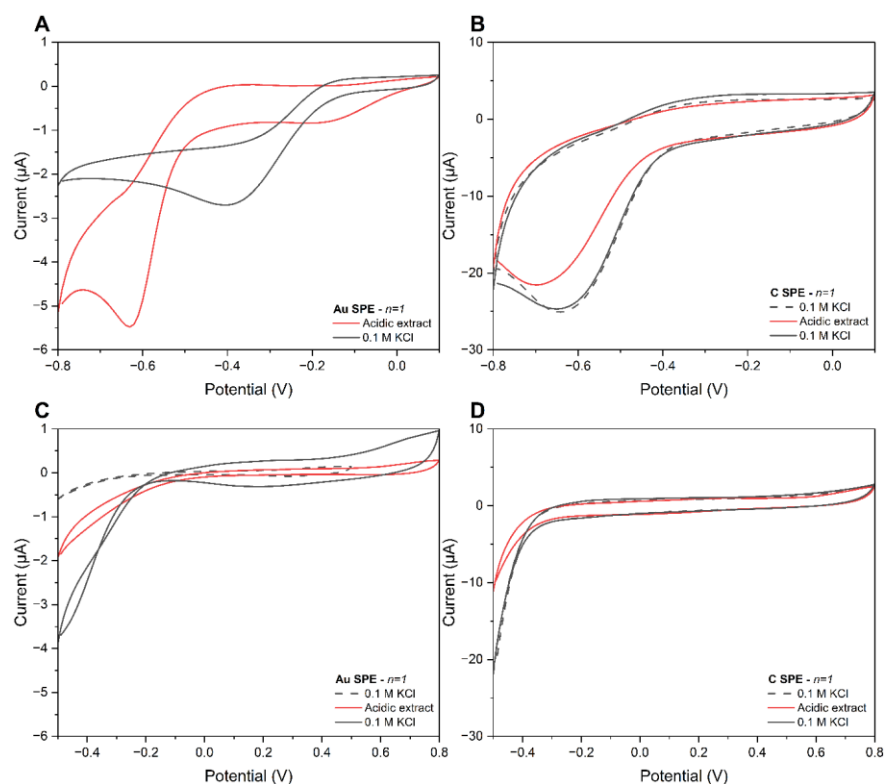 A
Current (µA)
1
0
−1
−2
−3
−4
−5
−6
−0.8
−0.6
−0.4
−0.2
0.0
Potential (V)
Au SPE - n=1
Acidic extract
0.1 M KCl
B
Current (µA)
10
0
−10
−20
−30
−0.8
−0.6
−0.4
−0.2
0.0
Potential (V)
C SPE - n=1
0.1 M KCl
Acidic extract
0.1 M KCl
C
Current (µA)
1
0
−1
−2
−3
−4
−5
−6
−0.4
−0.2
0.0
0.2
0.4
0.6
0.8
Potential (V)
Au SPE - n=1
0.1 M KCl
Acidic extract
0.1 M KCl
D
Current (µA)
10
0
−10
−20
−30
−0.4
−0.2
0.0
0.2
0.4
0.6
0.8
Potential (V)
C SPE - n=1
0.1 M KCl
Acidic extract
0.1 M KCl